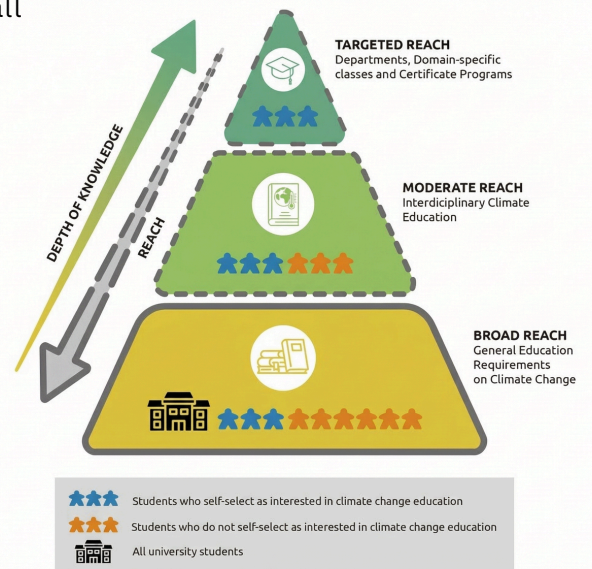 all
TARGETED REACH
Departments, Domain-specific
classes and Certificate Programs
DEPTH OF KNOWLEDGE
REACH
MODERATE REACH
Interdiciplinary Climate
Education
BROAD REACH
General Education
Requirements
on Climate Change
Students who self-select as interested in climate change education
Students who do not self-select as interested in climate change education
All university students